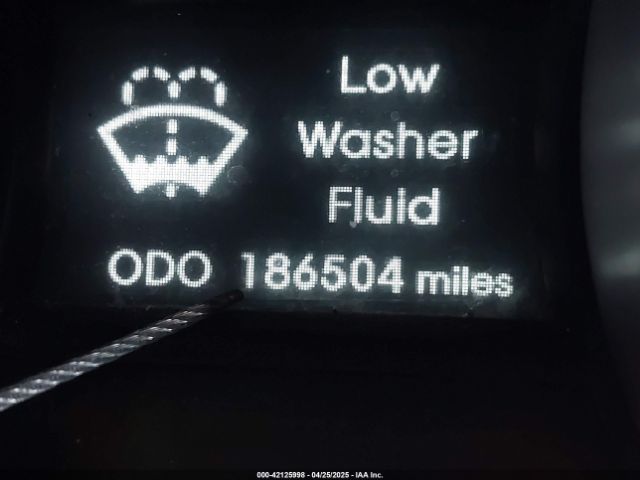 Low
Washer
Fluid
ODO 186504 miles
000-42125998 - 04/25/2025 - IAA Inc.